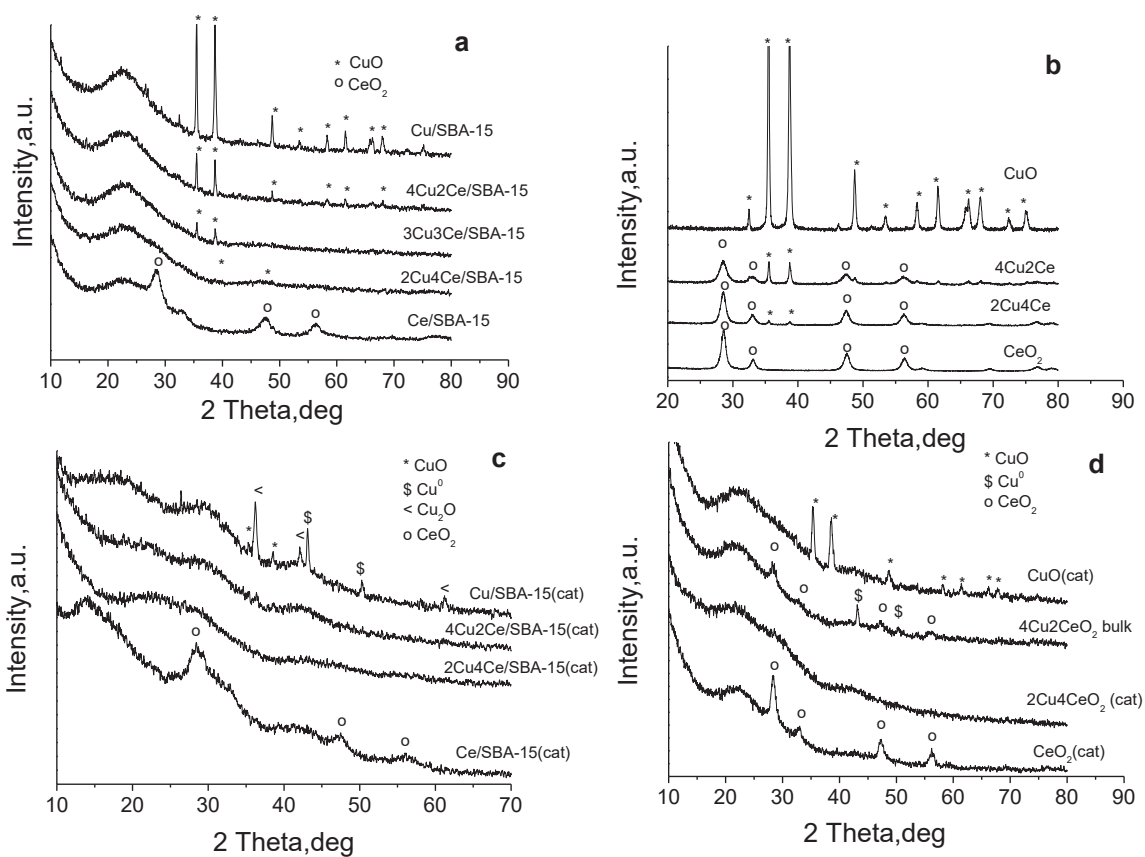 a
* CuO
o CeO₂
Cu/SBA-15
4Cu2Ce/SBA-15
3Cu3Ce/SBA-15
2Cu4Ce/SBA-15
Ce/SBA-15
* * * * * * * *
* * * * * *
* *
* *
o o o
Intensity,a.u.
10 20 30 40 50 60 70 80 90
2 Theta,deg
b
CuO
4Cu2Ce
2Cu4Ce
CeO₂
* * * * * * * * * *
o o * * o o
o o * * o o
o o o o
Intensity,a.u.
20 30 40 50 60 70 80 90
2 Theta,deg
c
* CuO
$ Cu⁰
< Cu₂O
o CeO₂
* < * < $ $ <
Cu/SBA-15(cat)
4Cu2Ce/SBA-15(cat)
2Cu4Ce/SBA-15(cat)
o o o
Ce/SBA-15(cat)
Intensity,a.u.
10 20 30 40 50 60 70
2 Theta,deg
d
* CuO
$ Cu⁰
o CeO₂
* * * * * * *
CuO(cat)
o o $ o $ o
4Cu2CeO₂ bulk
2Cu4CeO₂ (cat)
o o o o
CeO₂(cat)
Intensity,a.u.
10 20 30 40 50 60 70 80 90
2 Theta,deg